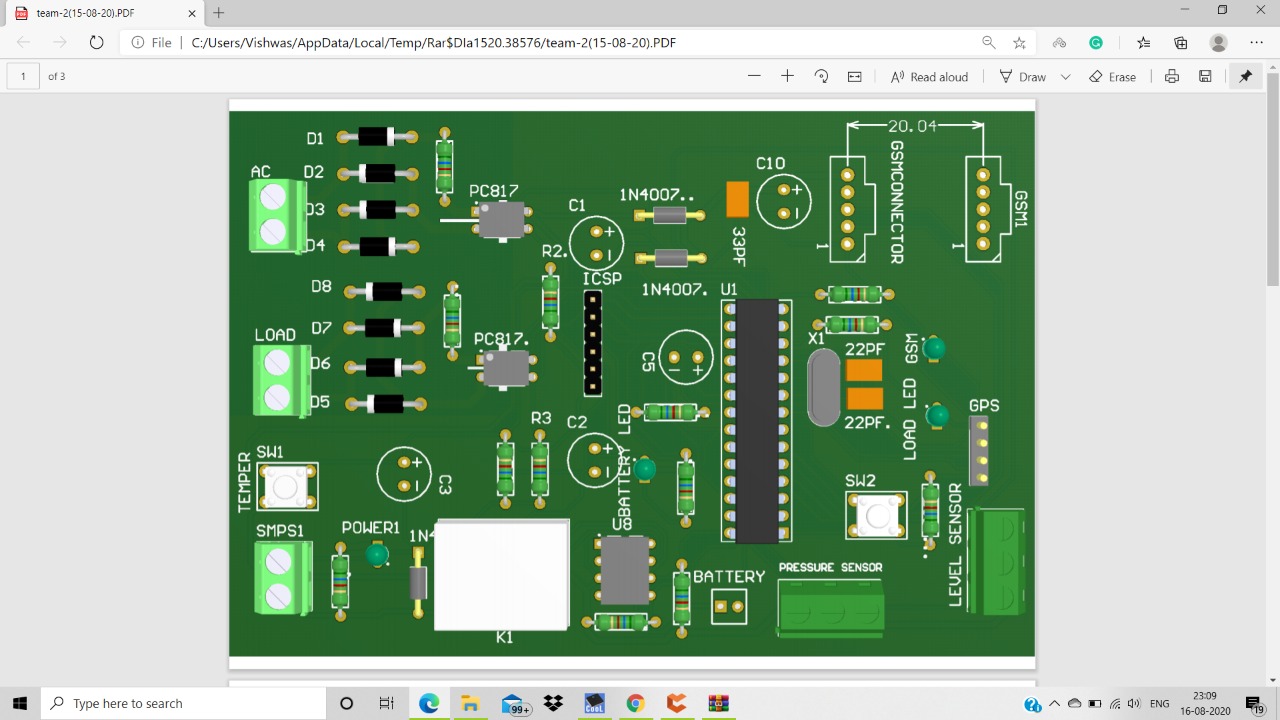 team-2(15-08-20).PDF
File
C:/Users/Vishwas/AppData/Local/Temp/Rar$DIa1520.38576/team-2(15-08-20).PDF
1 of 3
Read aloud
Draw
Erase
20.04
D1
AC
D2
D3
D4
PC817
C1
R2.
ICSP
1N4007..
1N4007.
33PF
C10
GSMCONNECTOR
1
GSM1
1
D8
D7
LOAD
D6
D5
PC817.
C5
U1
X1
22PF
22PF.
GSM
LOAD LED
GPS
R3
C2
BATTERY LED
SW1
TEMPER
C3
SW2
SMPS1
POWER1
1N4
K1
U8
BATTERY
PRESSURE SENSOR
LEVEL SENSOR
Type here to search
99+
COOL
ENG
23:09
16-08-2020
19